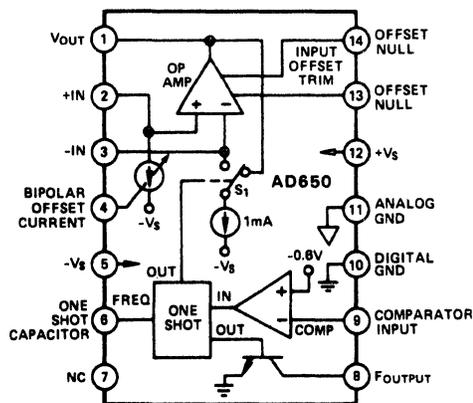 VOUT 1
OP
AMP
INPUT
OFFSET
TRIM
14 OFFSET
NULL
+IN 2
+ −
13 OFFSET
NULL
-IN 3
S1
AD650
12 +VS
BIPOLAR
OFFSET
CURRENT
4
-VS
1mA
-VS
11 ANALOG
GND
-VS 5
OUT
-0.6V
10 DIGITAL
GND
ONE
SHOT
CAPACITOR
6
FREQ
ONE
SHOT
IN
OUT
+
−
COMP
9 COMPARATOR
INPUT
NC 7
8 FOUTPUT